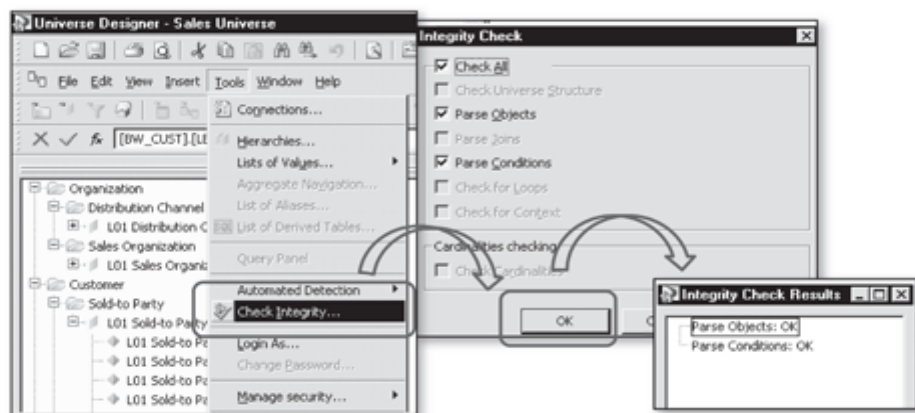 Universe Designer - Sales Universe
File Edit View Insert Tools Window Help
Connections...
[BW_CUST].[LE
Hierarchies...
Lists of Values...
Aggregate Navigation...
List of Aliases...
List of Derived Tables...
Query Panel
Automated Detection
Check Integrity...
Login As...
Change Password...
Manage security...
Organization
Distribution Channel
L01 Distribution C
Sales Organization
L01 Sales Organiz
Customer
Sold-to Party
L01 Sold-to Party
L01 Sold-to Pa
L01 Sold-to Pa
L01 Sold-to Pa
L01 Sold-to Pa
Integrity Check
Check All
Check Universe Structure
Parse Objects
Parse Joins
Parse Conditions
Check for Loops
Check for Context
Cardinalities checking
Check Cardinalities
OK
Integrity Check Results
Parse Objects: OK
Parse Conditions: OK